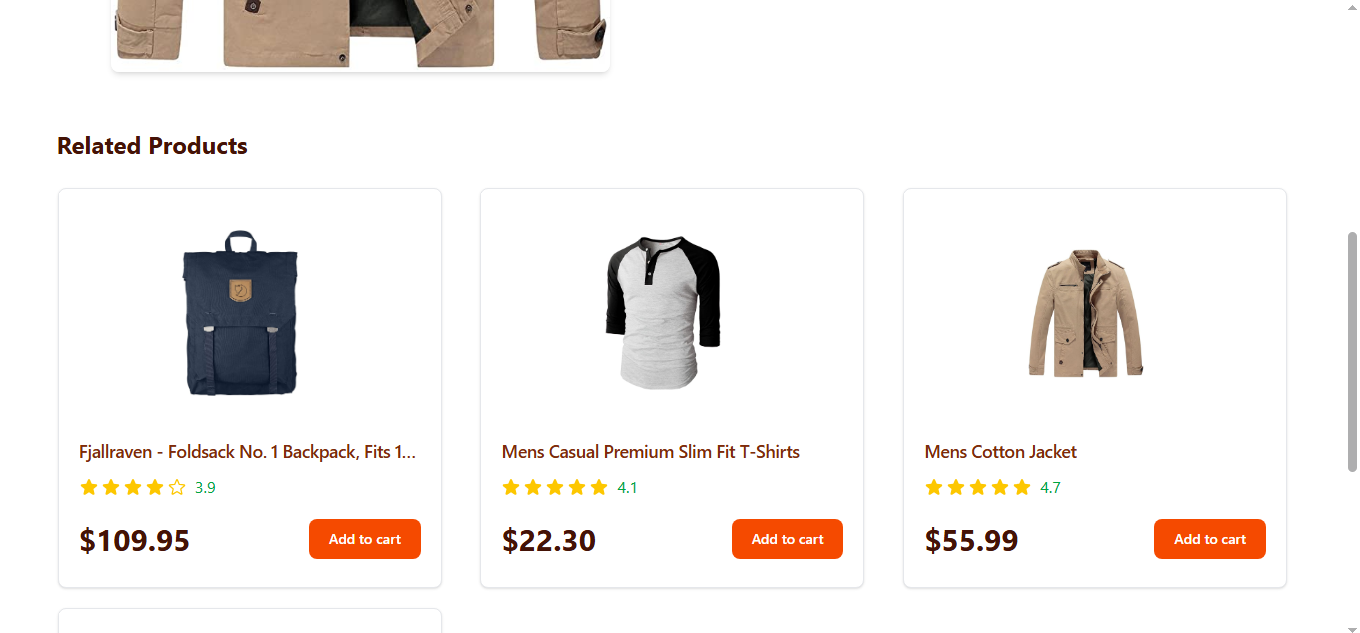 Related Products
Fjallraven - Foldsack No. 1 Backpack, Fits 1...
3.9
$109.95
Add to cart
Mens Casual Premium Slim Fit T-Shirts
4.1
$22.30
Add to cart
Mens Cotton Jacket
4.7
$55.99
Add to cart